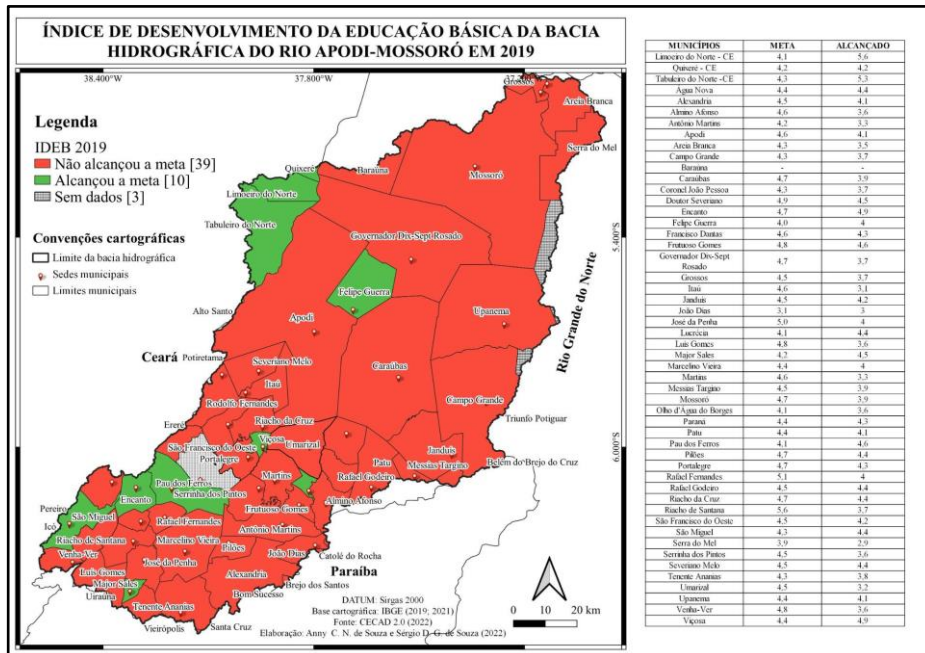 ÍNDICE DE DESENVOLVIMENTO DA EDUCAÇÃO BÁSICA DA BACIA
HIDROGRÁFICA DO RIO APODI-MOSSORÓ EM 2019
38.400°W 37.800°W
Legenda
IDEB 2019
Não alcançou a meta [39]
Alcançou a meta [10]
Sem dados [3]
Convenções cartográficas
Limite da bacia hidrográfica
Sedes municipais
Limites municipais
Grossos
Areia Branca
Serra do Mel
Mossoró
Baraúna
Quixeré
Limoeiro do Norte
Tabuleiro do Norte
Governador Dix-Sept Rosado
5.400°S
Felipe Guerra
Upanema
Alto Santo
Apodi
Rio Grande do Norte
Ceará
Potiretama
Severiano Melo
Itaú
Caraúbas
Rodolfo Fernandes
Campo Grande
Triunfo Potiguar
Ererê
Riacho da Cruz
Viçosa
Umarizal
São Francisco do Oeste
Portalegre
6.000°S
Patu
Janduís
Messias Targino
Belém do Brejo do Cruz
Martins
Rafael Godeiro
Pau dos Ferros
Serrinha dos Pintos
Encanto
Almino Afonso
Frutuoso Gomes
Pereiro
São Miguel
Icó
Rafael Fernandes
Antônio Martins
Riacho de Santana
Marcelino Vieira
Pilões
Venha-Ver
José da Penha
João Dias
Catolé do Rocha
Luís Gomes
Alexandria
Paraíba
Major Sales
Brejo dos Santos
Uiraúna
Bom Sucesso
Tenente Ananias
Santa Cruz
Vieirópolis
DATUM: Sirgas 2000
Base cartográfica: IBGE (2019; 2021)
Fonte: CECAD 2.0 (2022)
Elaboração: Anny C. N. de Souza e Sérgio D. G. de Souza (2022)
0 20 km
MUNICÍPIOS META ALCANÇADO
Limoeiro do Norte - CE 4,1 5,6
Quixeré - CE 4,2 4,2
Tabuleiro do Norte -CE 4,3 5,3
Água Nova 4,4 4,4
Alexandria 4,5 4,1
Almino Afonso 4,6 3,6
Antônio Martins 4,2 3,3
Apodi 4,6 4,1
Areia Branca 4,3 3,5
Campo Grande 4,3 3,7
Baraúna - -
Caraúbas 4,7 3,9
Coronel João Pessoa 4,3 3,7
Doutor Severiano 4,9 4,5
Encanto 4,7 4,9
Felipe Guerra 4,0 4
Francisco Dantas 4,6 4,3
Frutuoso Gomes 4,8 4,6
Governador Dix-Sept
Rosado 4,7 3,7
Grossos 4,5 3,7
Itaú 4,6 3,1
Janduís 4,5 4,2
João Dias 3,1 3
José da Penha 5,0 4
Lucrécia 4,1 4,4
Luís Gomes 4,8 3,6
Major Sales 4,2 4,5
Marcelino Vieira 4,4 4
Martins 4,6 3,3
Messias Targino 4,5 3,9
Mossoró 4,7 3,9
Olho d'Água do Borges 4,1 3,6
Paraná 4,4 4,3
Patu 4,4 4,1
Pau dos Ferros 4,1 4,6
Pilões 4,7 4,4
Portalegre 4,7 4,3
Rafael Fernandes 5,1 4
Rafael Godeiro 4,5 4,4
Riacho da Cruz 4,7 4,4
Riacho de Santana 5,6 3,7
São Francisco do Oeste 4,5 4,2
São Miguel 4,3 4,4
Serra do Mel 3,9 2,9
Serrinha dos Pintos 4,5 3,6
Severiano Melo 4,5 4,4
Tenente Ananias 4,3 3,8
Umarizal 4,5 3,2
Upanema 4,4 4,1
Venha-Ver 4,8 3,6
Viçosa 4,4 4,9